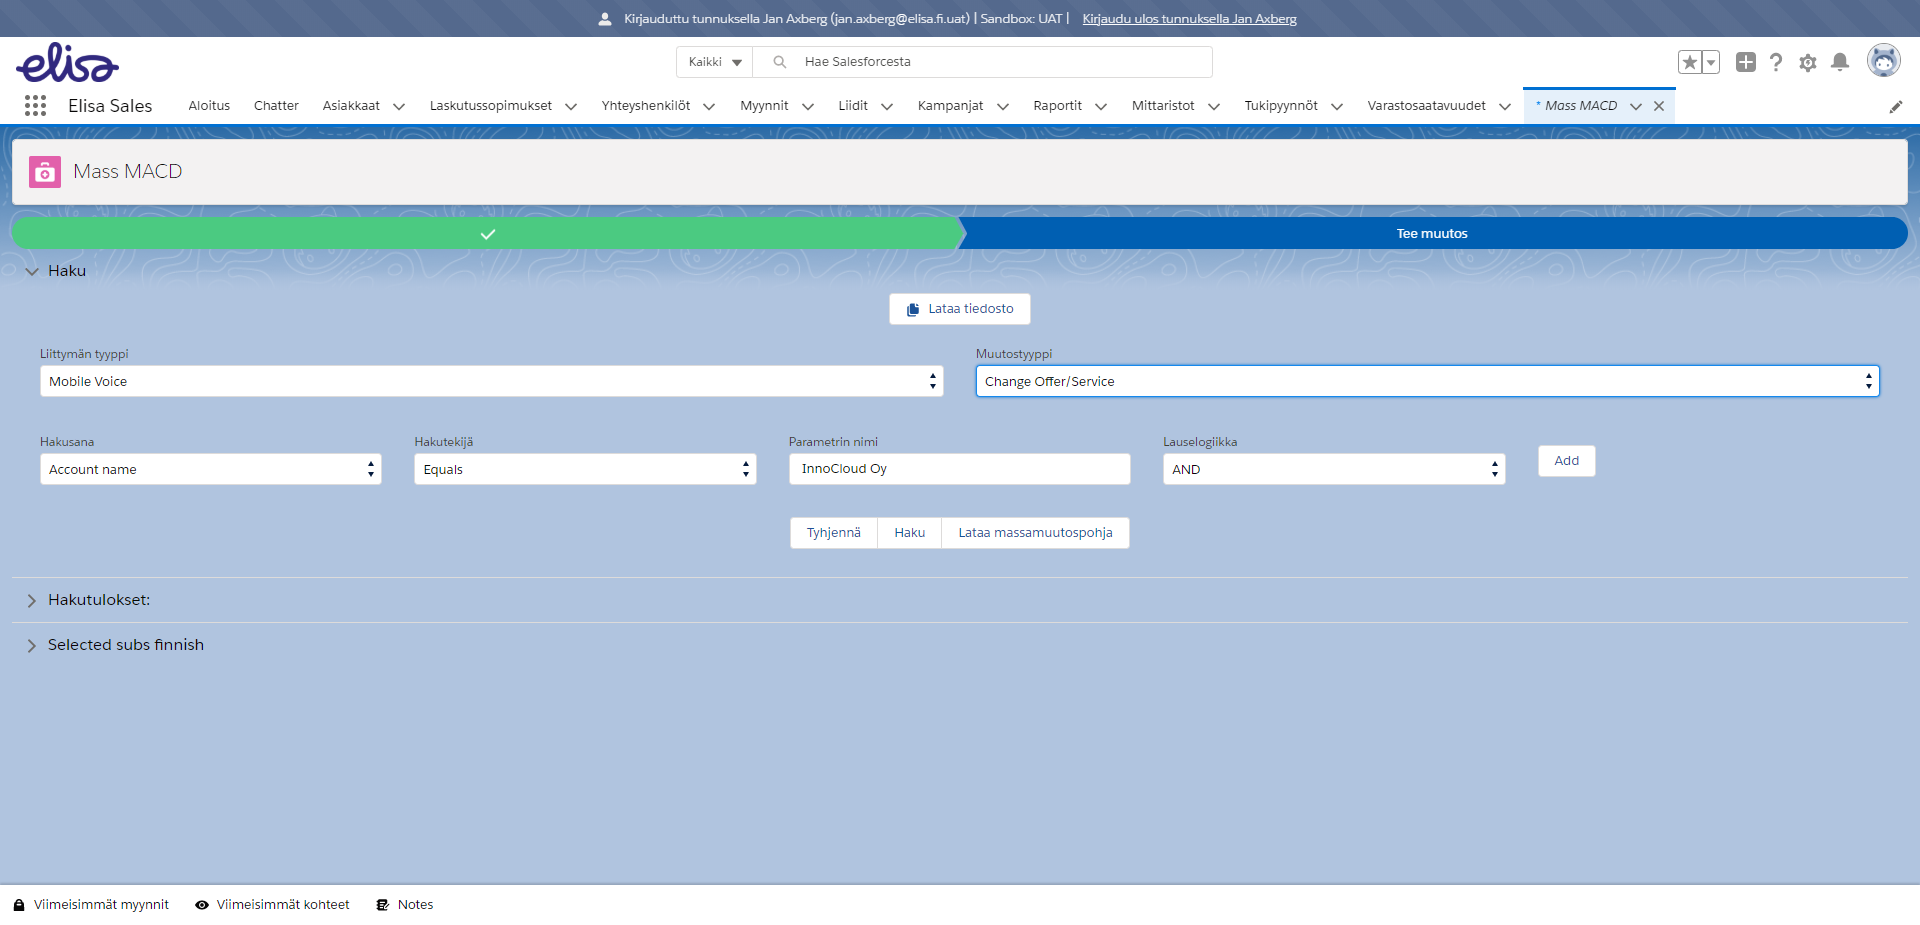 Kirjauduttu tunnuksella Jan Axberg (jan.axberg@elisa.fi.uat) | Sandbox: UAT | Kirjaudu ulos tunnuksella Jan Axberg
elisa
Kaikki Hae Salesforcesta
Elisa Sales Aloitus Chatter Asiakkaat Laskutussopimukset Yhteyshenkilöt Myynnit Liidit Kampanjat Raportit Mittaristot Tukipyynnöt Varastosaatavuudet * Mass MACD
Mass MACD
Tee muutos
Haku
Lataa tiedosto
Liittymän tyyppi Muutostyyppi
Mobile Voice Change Offer/Service
Hakusana Hakutekijä Parametrin nimi Lauselogiikka
Account name Equals InnoCloud Oy AND Add
Tyhjennä Haku Lataa massamuutospohja
Hakutulokset:
Selected subs finnish
Viimeisimmät myynnit Viimeisimmät kohteet Notes